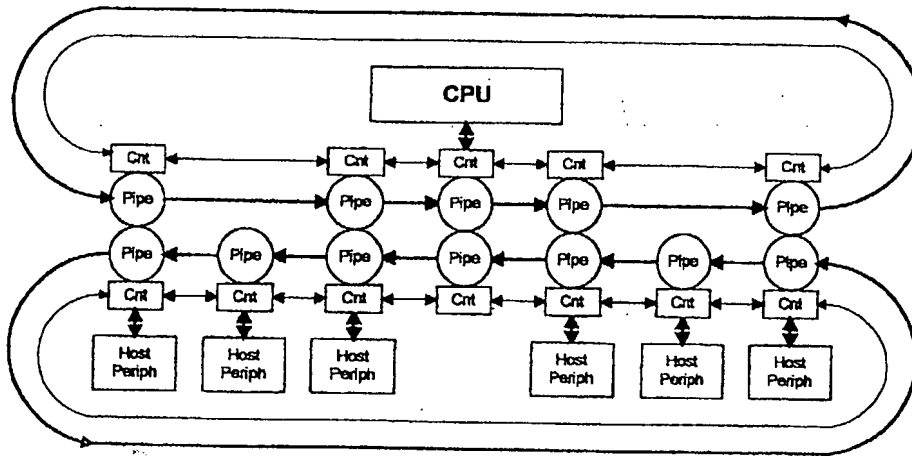 CPU
Cnt Cnt Cnt Cnt Cnt
Pipe Pipe Pipe Pipe Pipe
Pipe Pipe Pipe Pipe Pipe Pipe Pipe
Cnt Cnt Cnt Cnt Cnt Cnt Cnt
Host Host Host Host Host Host
Periph Periph Periph Periph Periph Periph